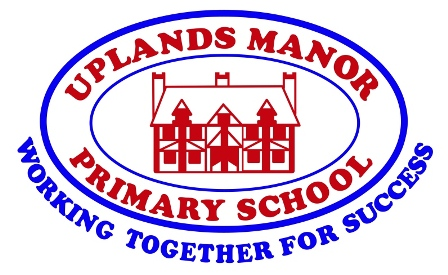 UPLANDS MANOR
PRIMARY SCHOOL
WORKING TOGETHER FOR SUCCESS